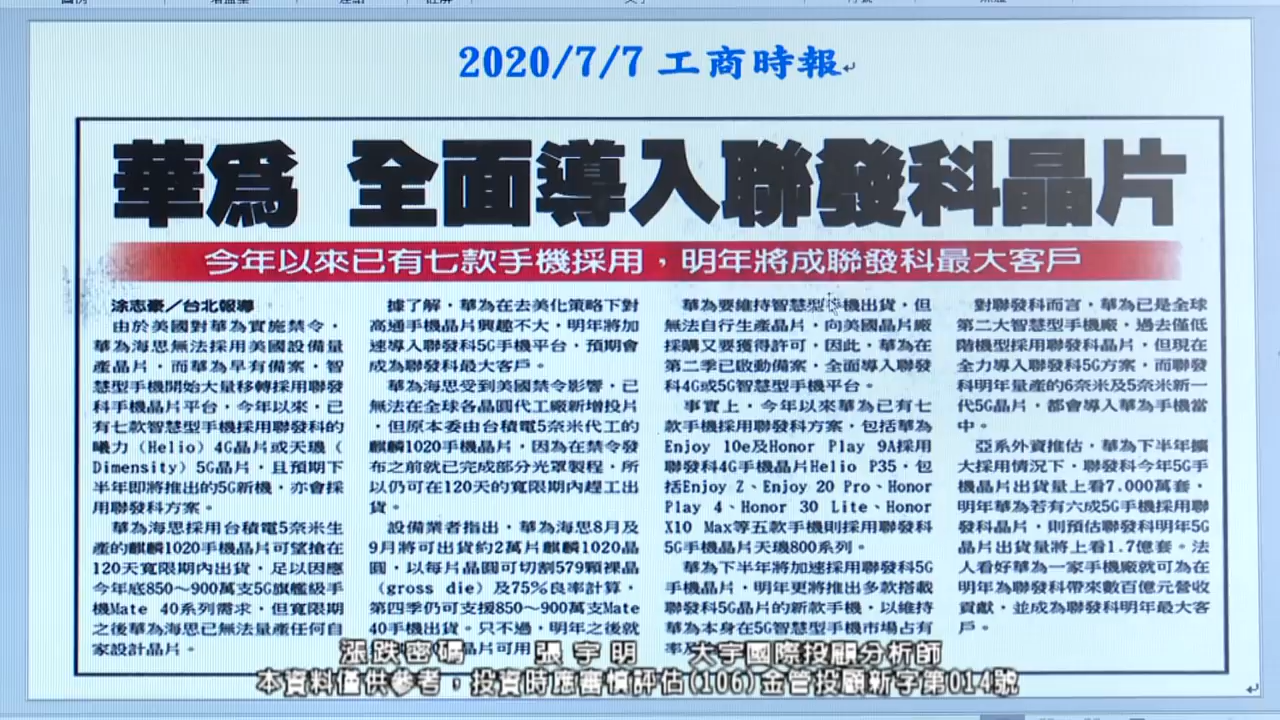 2020/7/7 工商時報
華為 全面導入聯發科晶片
今年以來已有七款手機採用，明年將成聯發科最大客戶
涂志豪／台北報導
由於美國對華為實施禁令，
華為海思無法採用美國設備量
產晶片，而華為早有備案，智
慧型手機開始大量移轉採用聯發
科手機晶片平台，今年以來，已
有七款智慧型手機採用聯發科的
曦力（Helio）4G晶片或天璣（
Dimensity）5G晶片，且預期下
半年即將推出的5G新機，亦會採
用聯發科方案。
華為海思採用台積電5奈米生
產的麒麟1020手機晶片可望搶在
120天寬限期內出貨，足以因應
今年底850～900萬支5G旗艦級手
機Mate 40系列需求，但寬限期
之後華為海思已無法量產任何自
家設計晶片。
據了解，華為在去美化策略下對
高通手機晶片興趣不大，明年將加
速導入聯發科5G手機平台，預期會
成為聯發科最大客戶。
華為海思受到美國禁令影響，已
無法在全球各晶圓代工廠新增投片
，但原本委由台積電5奈米代工的
麒麟1020手機晶片，因為在禁令發
布之前就已完成部分光罩製程，所
以仍可在120天的寬限期內趕工出
貨。
設備業者指出，華為海思8月及
9月將可出貨約2萬片麒麟1020晶
圓，以每片晶圓可切割579顆裸晶
（gross die）及75%良率計算，
第四季仍可支援850～900萬支Mate
40手機出貨。只不過，明年之後就
晶片可用
華為要維持智慧型手機出貨，但
無法自行生產晶片，向美國晶片廠
採購又要獲得許可，因此，華為在
第二季已啟動備案，全面導入聯發
科4G或5G智慧型手機平台。
事實上，今年以來華為已有七
款手機採用聯發科方案，包括華為
Enjoy 10e及Honor Play 9A採用
聯發科4G手機晶片Helio P35，包
括Enjoy Z、Enjoy 20 Pro、Honor
Play 4、Honor 30 Lite、Honor
X10 Max等五款手機則採用聯發科
5G手機晶片天璣800系列。
華為下半年將加速採用聯發科5G
手機晶片，明年更將推出多款搭載
聯發科5G晶片的新款手機，以維持
華為本身在5G智慧型手機市場占有
率
對聯發科而言，華為已是全球
第二大智慧型手機廠，過去僅低
階機型採用聯發科晶片，但現在
全力導入聯發科5G方案，而聯發
科明年量產的6奈米及5奈米新一
代5G晶片，都會導入華為手機當
中。
亞系外資推估，華為下半年擴
大採用情況下，聯發科今年5G手
機晶片出貨量上看7,000萬套，
明年華為若有六成5G手機採用聯
發科晶片，則預估聯發科明年5G
晶片出貨量將上看1.7億套。法
人看好華為一家手機廠就可為在
明年為聯發科帶來數百億元營收
貢獻，並成為聯發科明年最大客
戶。
漲跌密碼 張宇明 大宇國際投顧分析師
本資料僅供參考，投資時應審慎評估(106)金管投顧新字第014號